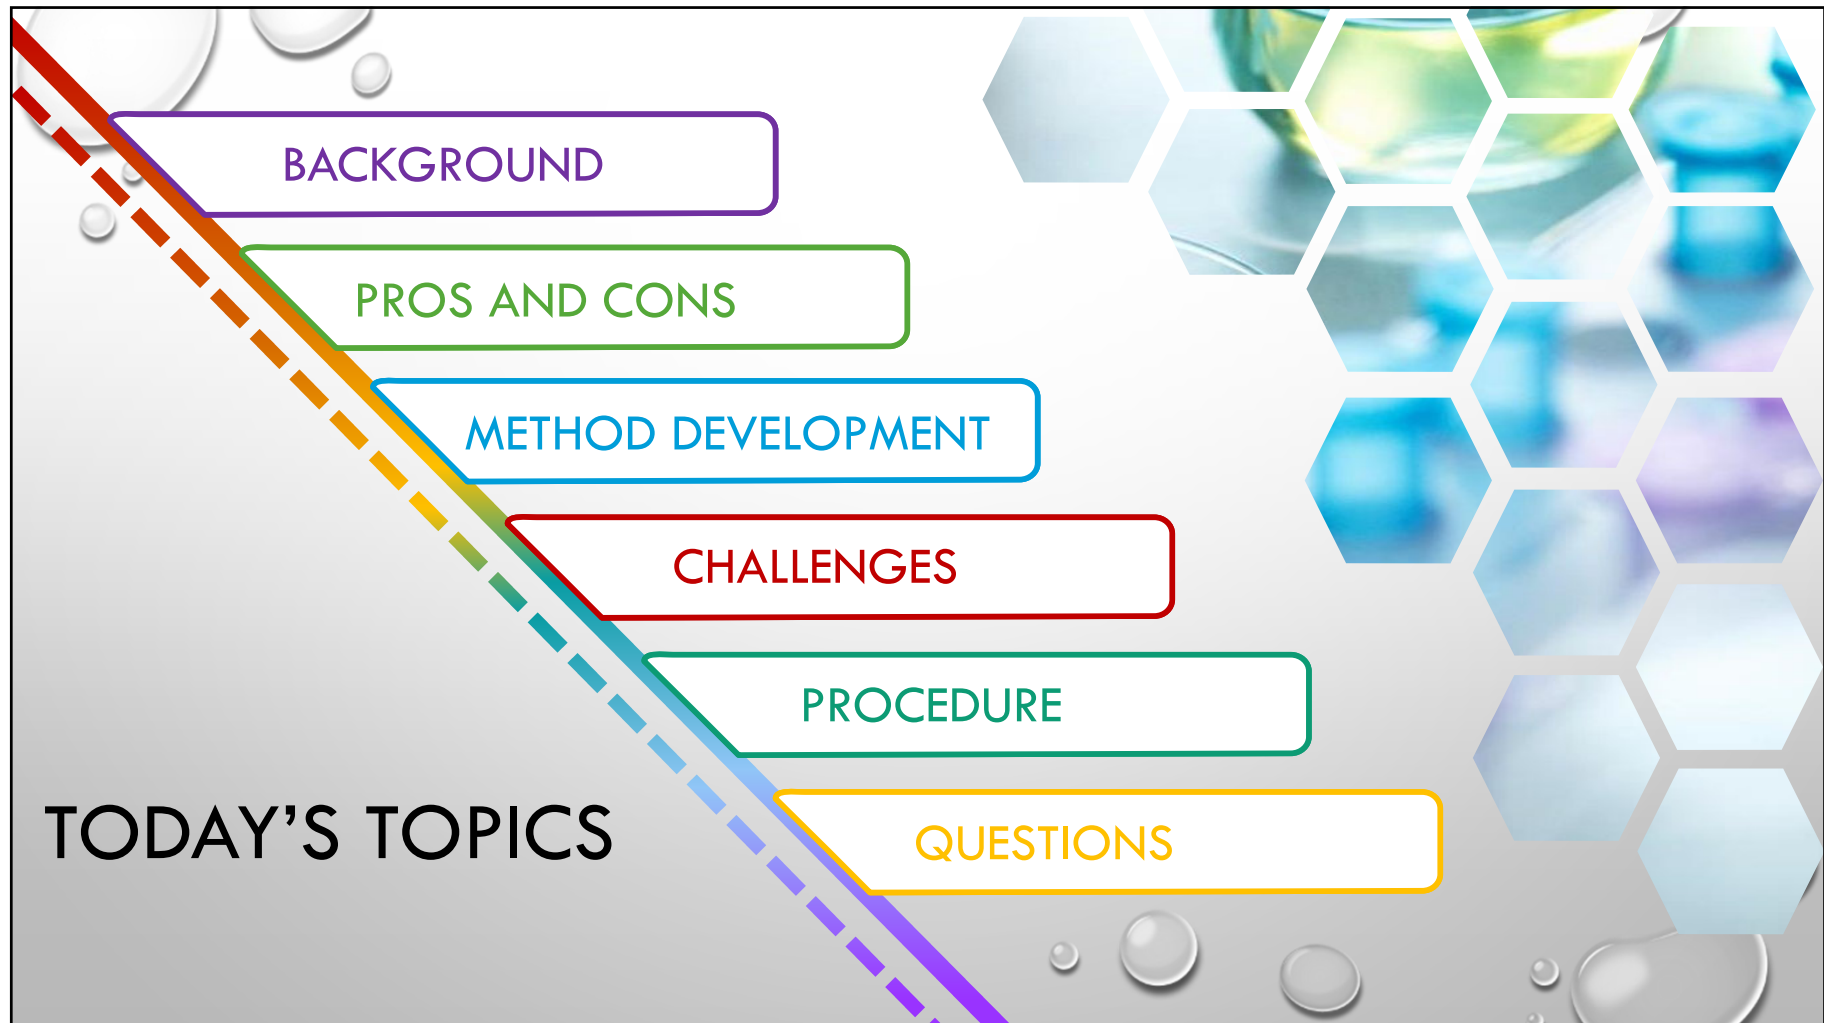 BACKGROUND
PROS AND CONS
METHOD DEVELOPMENT
CHALLENGES
PROCEDURE
QUESTIONS
TODAY’S TOPICS